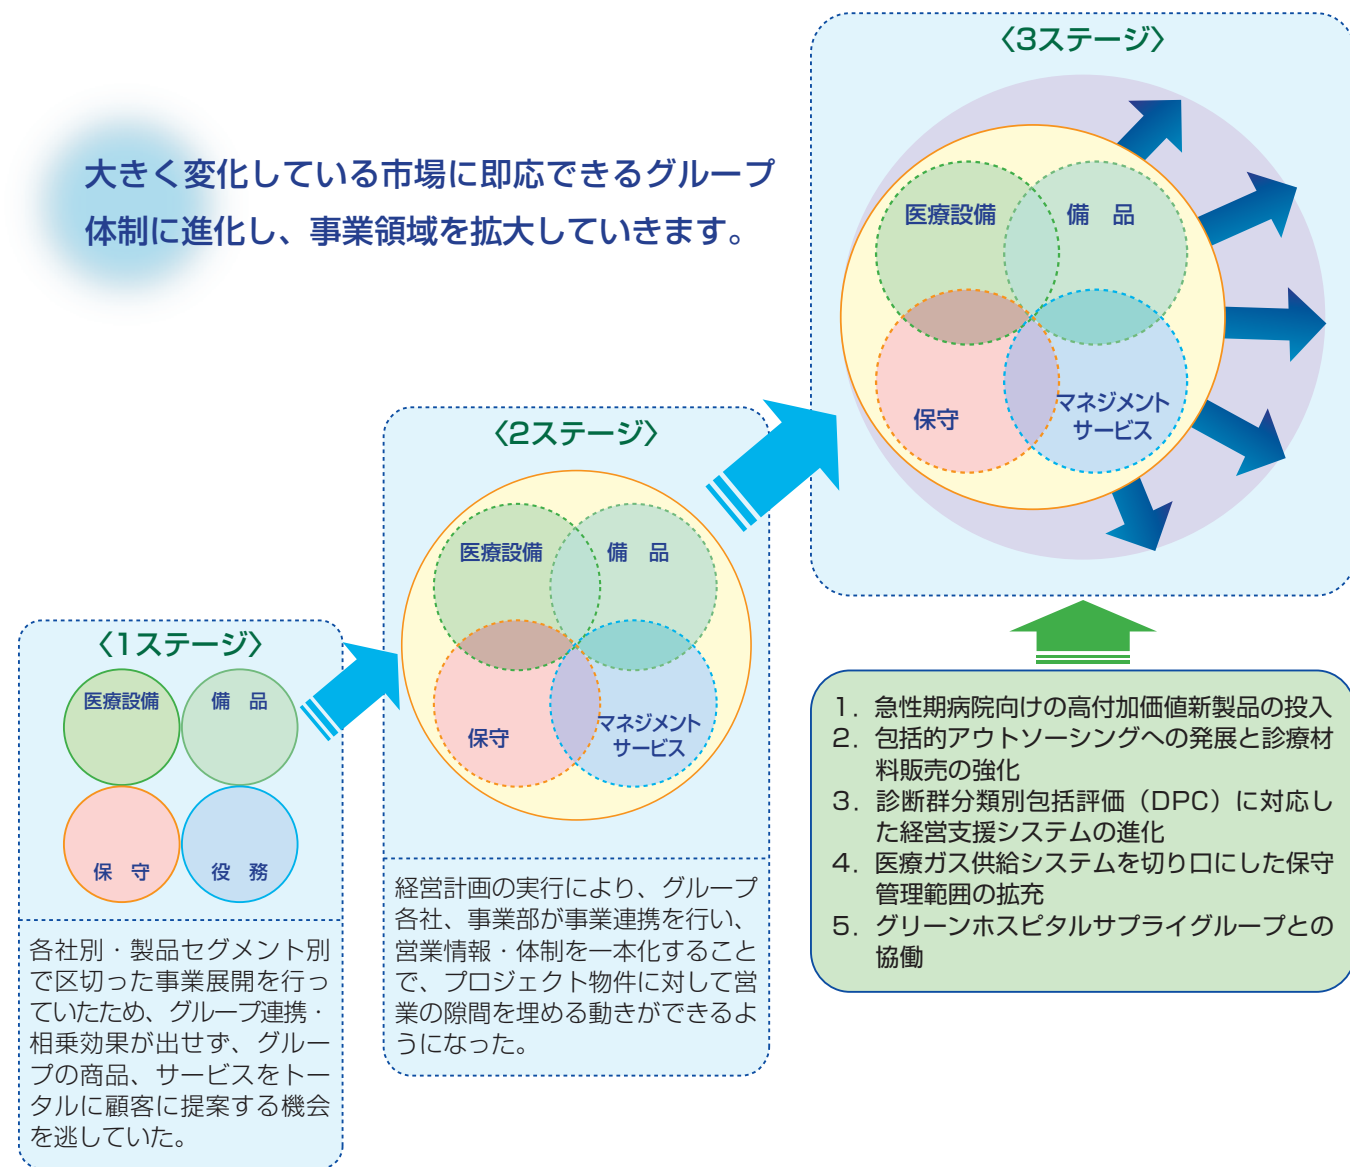 大きく変化している市場に即応できるグループ
体制に進化し、事業領域を拡大していきます。
〈1ステージ〉
医療設備
備　品
保　守
役　務
各社別・製品セグメント別
で区切った事業展開を行っ
ていたため、グループ連携・
相乗効果が出せず、グルー
プの商品、サービスをトー
タルに顧客に提案する機会
を逃していた。
〈2ステージ〉
医療設備
備　品
保守
マネジメント
サービス
経営計画の実行により、グループ
各社、事業部が事業連携を行い、
営業情報・体制を一本化すること
で、プロジェクト物件に対して営
業の隙間を埋める動きができるよ
うになった。
〈3ステージ〉
医療設備
備　品
保守
マネジメント
サービス
1．急性期病院向けの高付加価値新製品の投入
2．包括的アウトソーシングへの発展と診療材
料販売の強化
3．診断群分類別包括評価（DPC）に対応し
た経営支援システムの進化
4．医療ガス供給システムを切り口にした保守
管理範囲の拡充
5．グリーンホスピタルサプライグループとの
協働